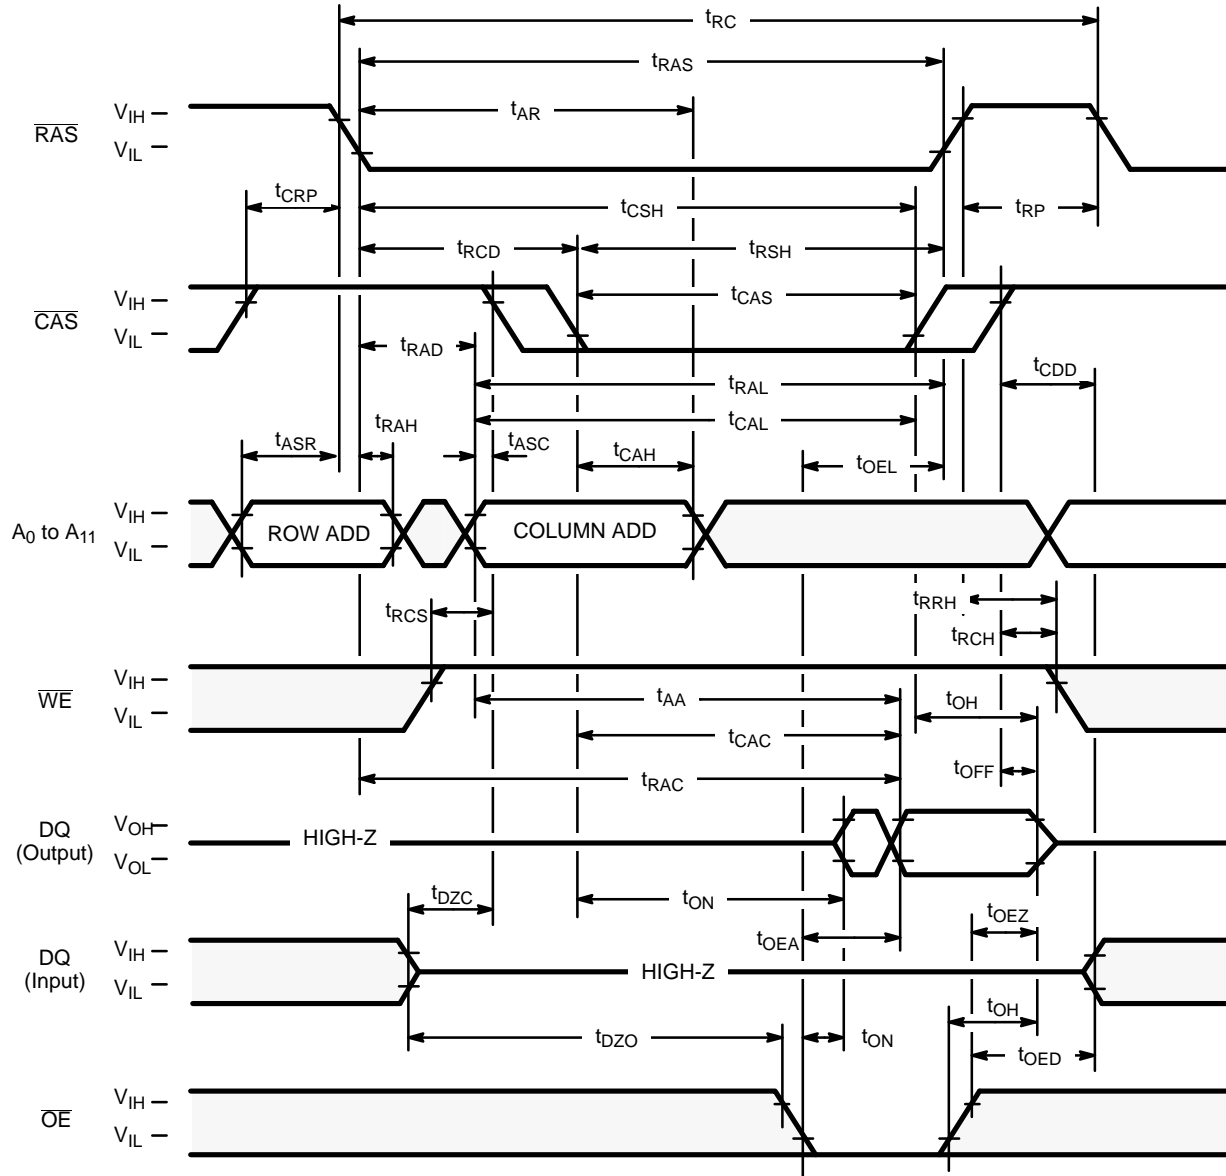 tRC
tRAS
tAR
RAS
VIH
VIL
tCRP
tCSH
tRP
tRCD
tRSH
CAS
VIH
VIL
tCAS
tRAD
tRAL
tCDD
tCAL
tASR
tRAH
tASC
tCAH
tOEL
A0 to A11
VIH
VIL
ROW ADD
COLUMN ADD
tRCS
tRRH
tRCH
WE
VIH
VIL
tAA
tOH
tCAC
tRAC
tOFF
DQ
(Output)
VOH
VOL
HIGH-Z
tDZC
tON
tOEA
tOEZ
DQ
(Input)
VIH
VIL
HIGH-Z
tOH
tDZO
tON
tOED
OE
VIH
VIL